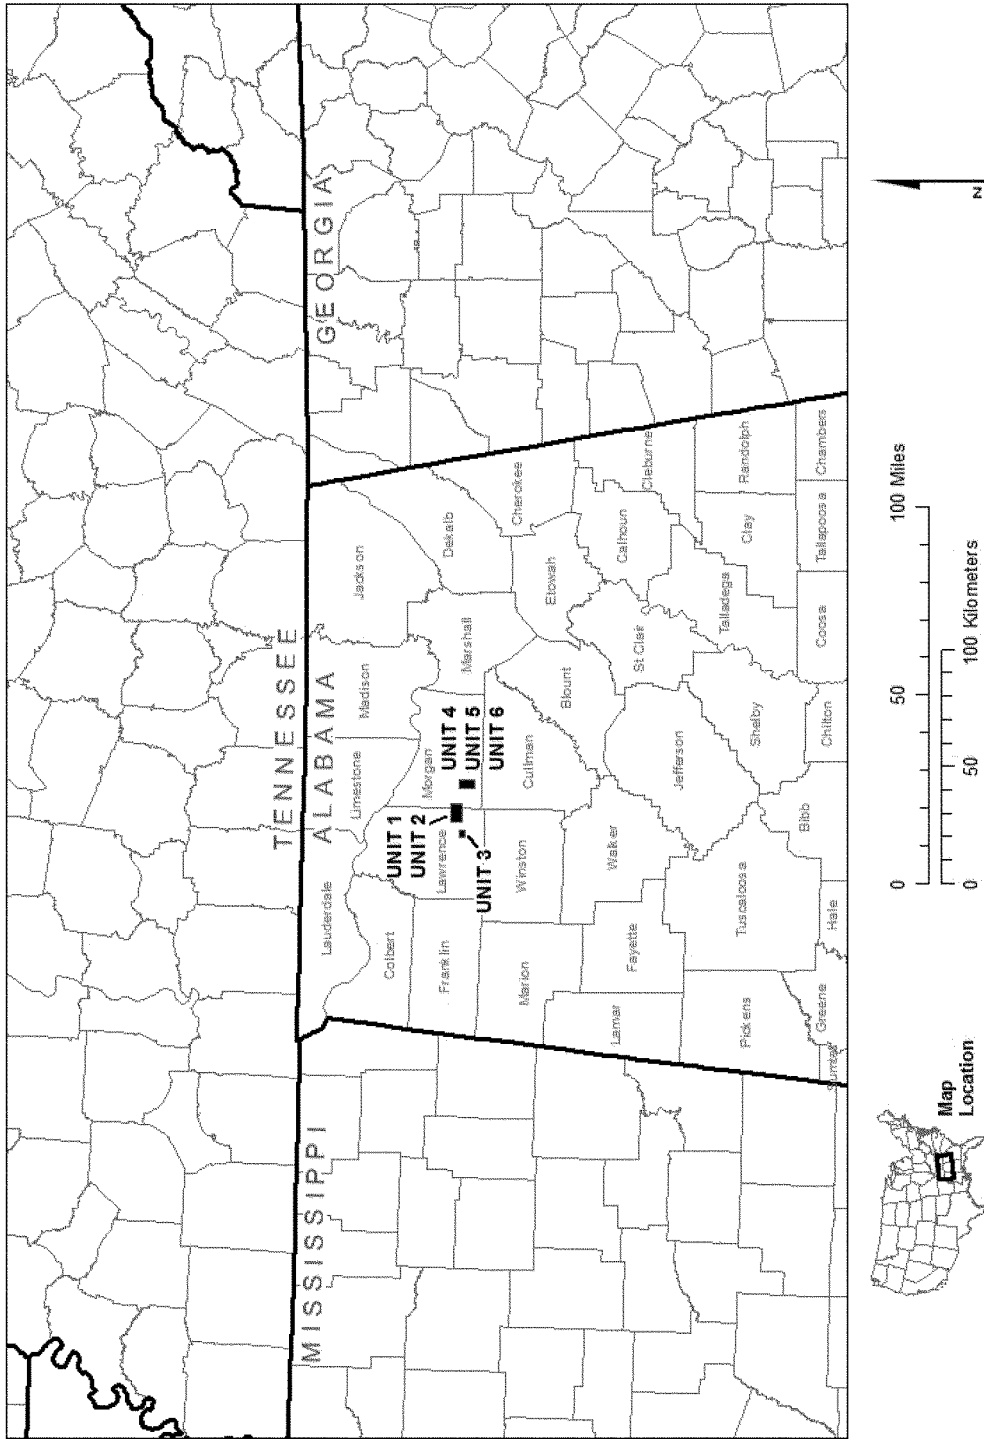 TENNESSEE
MISSISSIPPI
ALABAMA
GEORGIA
Lauderdale
Limestone
Madison
Jackson
Colbert
UNIT 1
UNIT 2
Lawrence
UNIT 3
Franklin
Morgan
UNIT 4
UNIT 5
UNIT 6
Marshall
Dekalb
Cherokee
Marion
Winston
Cullman
Blount
Etowah
Calhoun
Cleburne
Lamar
Fayette
Walker
Jefferson
St Clair
Talladega
Clay
Randolph
Pickens
Tuscaloosa
Shelby
Greene
Hale
Bibb
Chilton
Coosa
Tallapoosa
Chambers
Sumter
Map
Location
0 50 100 Miles
0 50 100 Kilometers
N